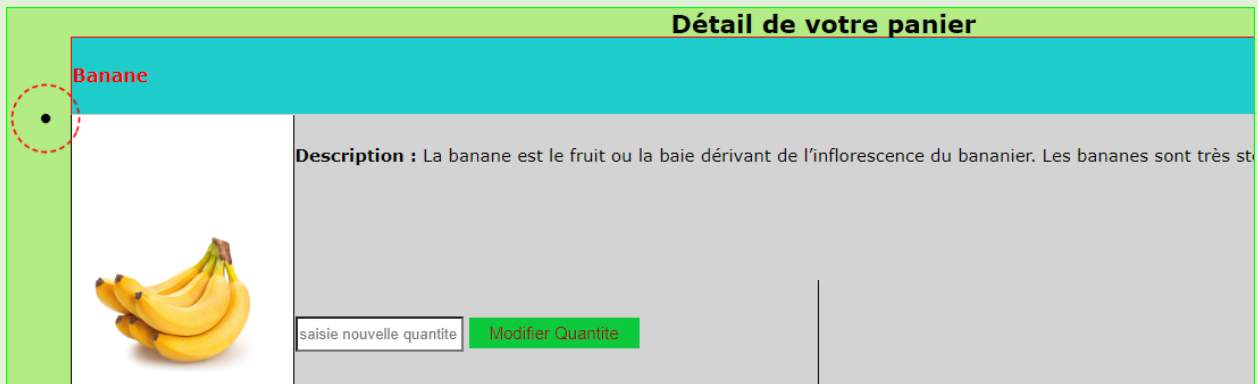 Détail de votre panier
Banane
Description : La banane est le fruit ou la baie dérivant de l’inflorescence du bananier. Les bananes sont très
saisie nouvelle quantite
Modifier Quantite